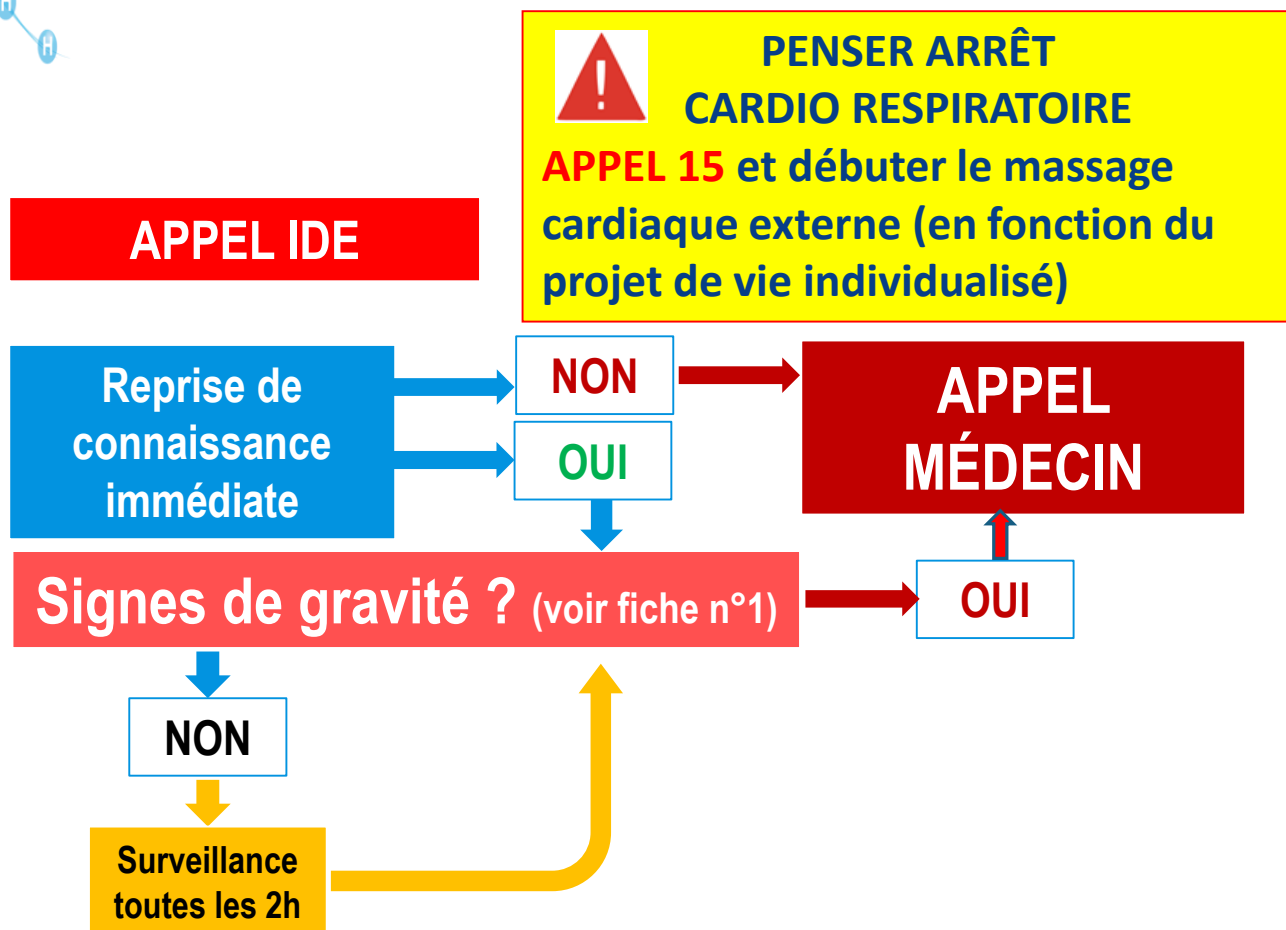 H
H
!
PENSER ARRÊT
CARDIO RESPIRATOIRE
APPEL 15 et débuter le massage
cardiaque externe (en fonction du
projet de vie individualisé)
APPEL IDE
Reprise de
connaissance
immédiate
NON
OUI
APPEL
MÉDECIN
Signes de gravité ? (voir fiche n°1)
OUI
NON
Surveillance
toutes les 2h